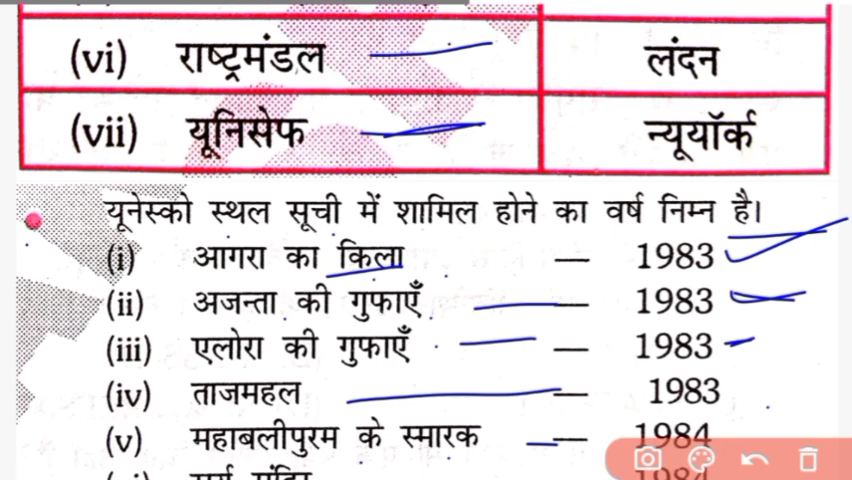 (vi) राष्ट्रमंडल लंदन
(vii) यूनिसेफ न्यूयॉर्क
यूनेस्को स्थल सूची में शामिल होने का वर्ष निम्न है।
(i) आगरा का किला — 1983
(ii) अजन्ता की गुफाएँ — 1983
(iii) एलोरा की गुफाएँ — 1983
(iv) ताजमहल — 1983
(v) महाबलीपुरम के स्मारक — 1984